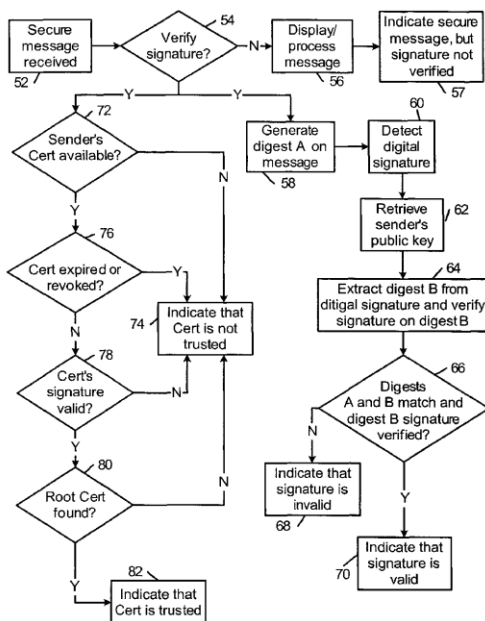 Secure
message
received
52
Verify
signature?
54
N
Display/
process
message
56
Indicate secure
message, but
signature not
verified
57
Y
Y
72
Sender's
Cert available?
N
Y
Generate
digest A on
message
58
60
Detect
digital
signature
62
Retrieve
sender's
public key
64
Extract digest B from
ditigal signature and verify
signature on digest B
76
Cert expired or
revoked?
Y
N
74
Indicate that
Cert is not
trusted
78
Cert's
signature
valid?
N
Y
66
Digests
A and B match and
digest B signature
verified?
N
Y
80
Root Cert
found?
N
Y
Indicate that
signature is
invalid
68
70
Indicate that
signature is
valid
82
Indicate that
Cert is trusted